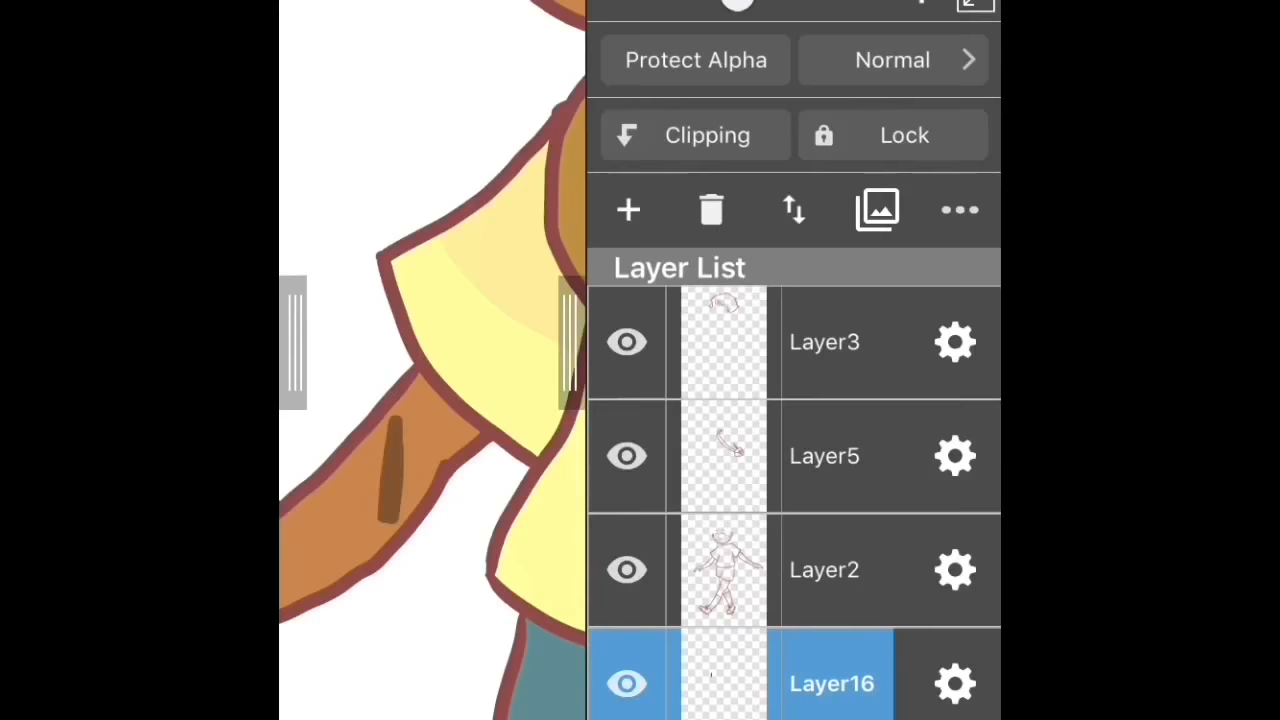 Protect Alpha
Normal
Clipping
Lock
Layer List
Layer3
Layer5
Layer2
Layer16